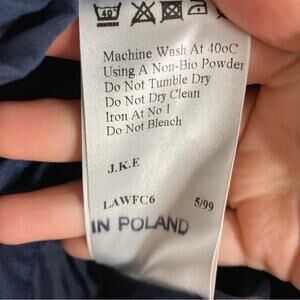 40
Machine Wash At 40oC
Using A Non-Bio Powder
Do Not Tumble Dry
Do Not Dry Clean
Iron At No 1
Do Not Bleach
J.K.E
LAWFC6 5/99
IN POLAND